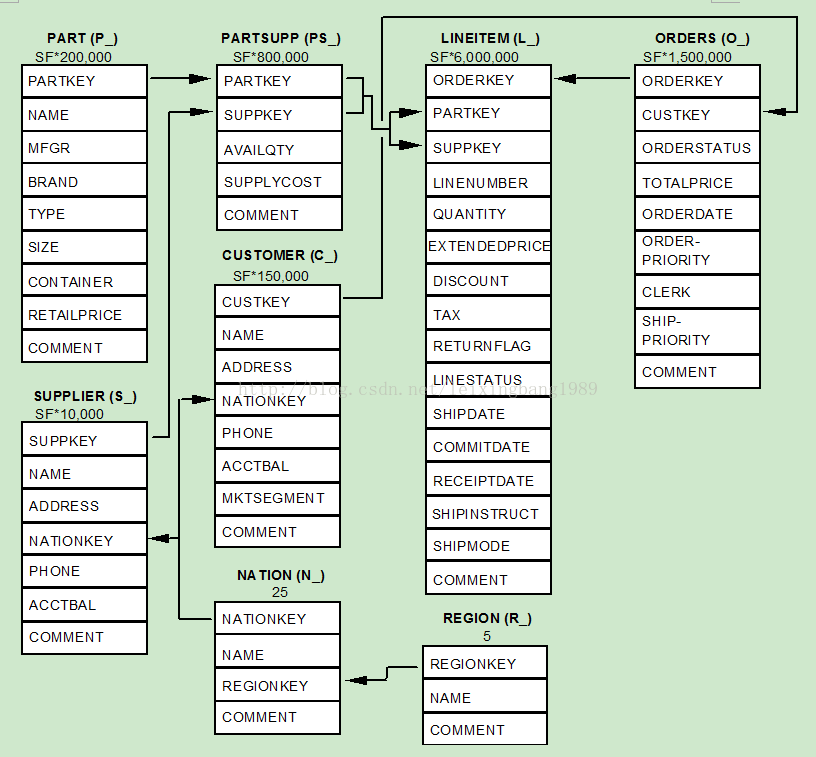 PART (P_)
SF*200,000
PARTKEY
NAME
MFGR
BRAND
TYPE
SIZE
CONTAINER
RETAILPRICE
COMMENT
SUPPLIER (S_)
SF*10,000
SUPPKEY
NAME
ADDRESS
NATIONKEY
PHONE
ACCTBAL
COMMENT
PARTSUPP (PS_)
SF*800,000
PARTKEY
SUPPKEY
AVAILQTY
SUPPLYCOST
COMMENT
CUSTOMER (C_)
SF*150,000
CUSTKEY
NAME
ADDRESS
NATIONKEY
PHONE
ACCTBAL
MKTSEGMENT
COMMENT
NATION (N_)
25
NATIONKEY
NAME
REGIONKEY
COMMENT
LINEITEM (L_)
SF*6,000,000
ORDERKEY
PARTKEY
SUPPKEY
LINENUMBER
QUANTITY
EXTENDEDPRICE
DISCOUNT
TAX
RETURNFLAG
LINESTATUS
SHIPDATE
COMMITDATE
RECEIPTDATE
SHIPINSTRUCT
SHIPMODE
COMMENT
REGION (R_)
5
REGIONKEY
NAME
COMMENT
ORDERS (O_)
SF*1,500,000
ORDERKEY
CUSTKEY
ORDERSTATUS
TOTALPRICE
ORDERDATE
ORDER-
PRIORITY
CLERK
SHIP-
PRIORITY
COMMENT
http://blog.csdn.net/leixingbang1989